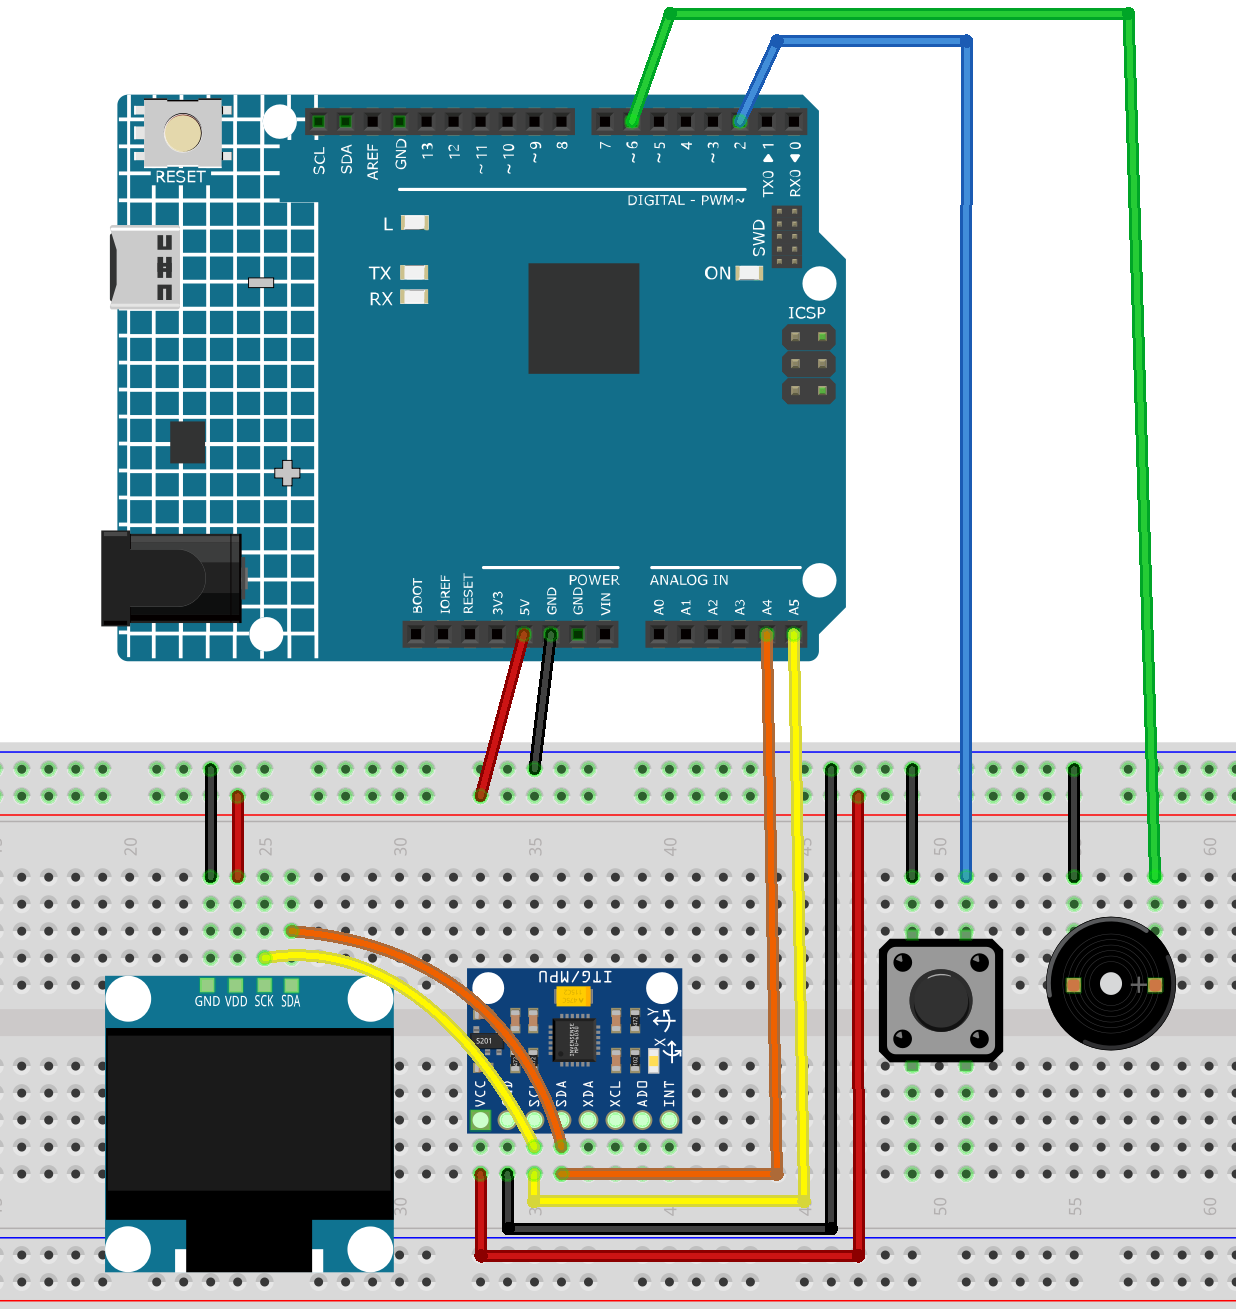 RESET
SCL
SDA
AREF
GND
13
12
~11
~10
~9
8
7
~6
~5
4
~3
2
TX0 ▶ 1
RX0 ◀ 0
DIGITAL - PWM~
L
TX
RX
ON
SWD
ICSP
BOOT
IOREF
RESET
3V3
5V
GND
GND
VIN
POWER
ANALOG IN
A0
A1
A2
A3
A4
A5
20
25
30
35
40
45
50
55
60
GND VDD SCK SDA
ITG/MPU
S201
Y
X
VCC
SDA
XDA
XCL
AD0
INT
+
30
50
55
60